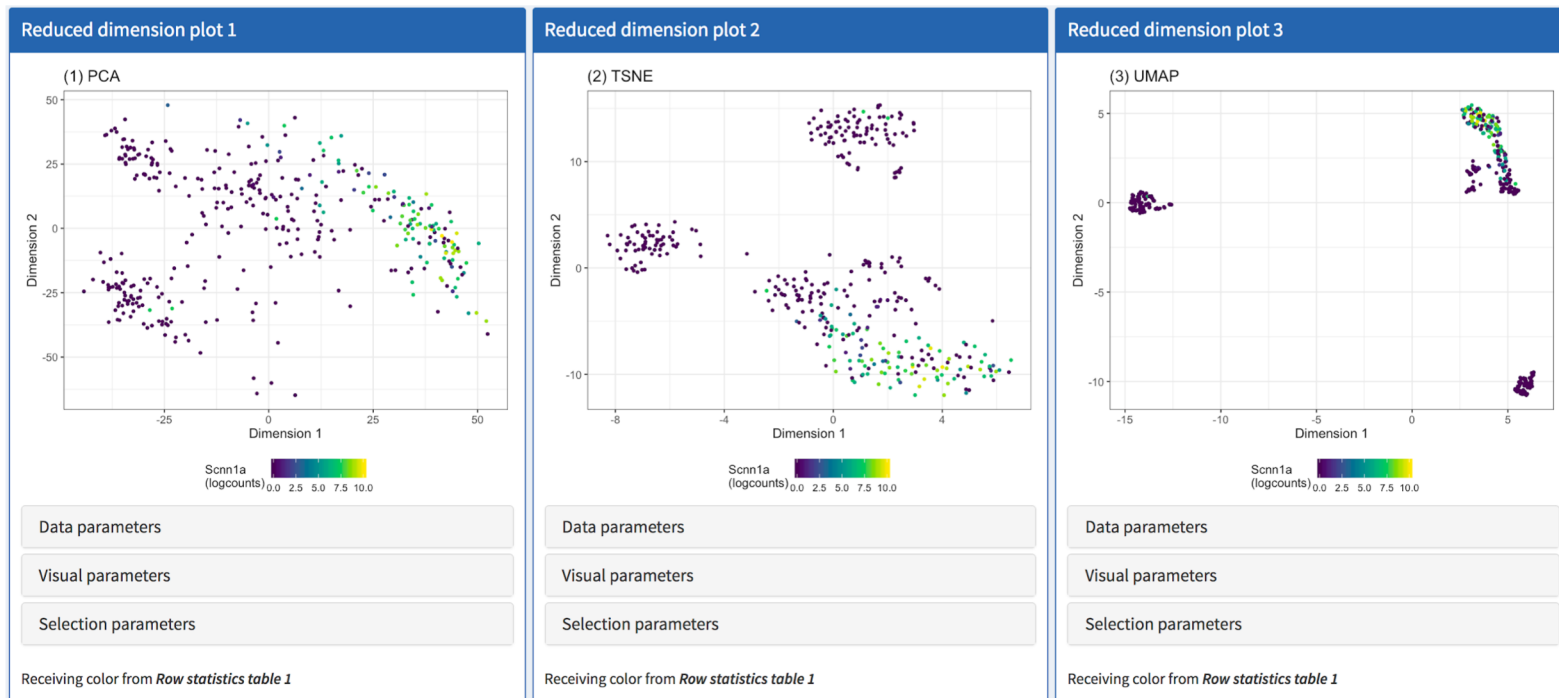 Reduced dimension plot 1
(1) PCA
50
25
0
-25
-50
Dimension 2
-25
0
25
50
Dimension 1
Scnn1a
(logcounts)
0.0 2.5 5.0 7.5 10.0
Data parameters
Visual parameters
Selection parameters
Receiving color from Row statistics table 1
Reduced dimension plot 2
(2) TSNE
10
0
-10
Dimension 2
-8
-4
0
4
Dimension 1
Scnn1a
(logcounts)
0.0 2.5 5.0 7.5 10.0
Data parameters
Visual parameters
Selection parameters
Receiving color from Row statistics table 1
Reduced dimension plot 3
(3) UMAP
5
0
-5
-10
Dimension 2
-15
-10
-5
0
5
Dimension 1
Scnn1a
(logcounts)
0.0 2.5 5.0 7.5 10.0
Data parameters
Visual parameters
Selection parameters
Receiving color from Row statistics table 1